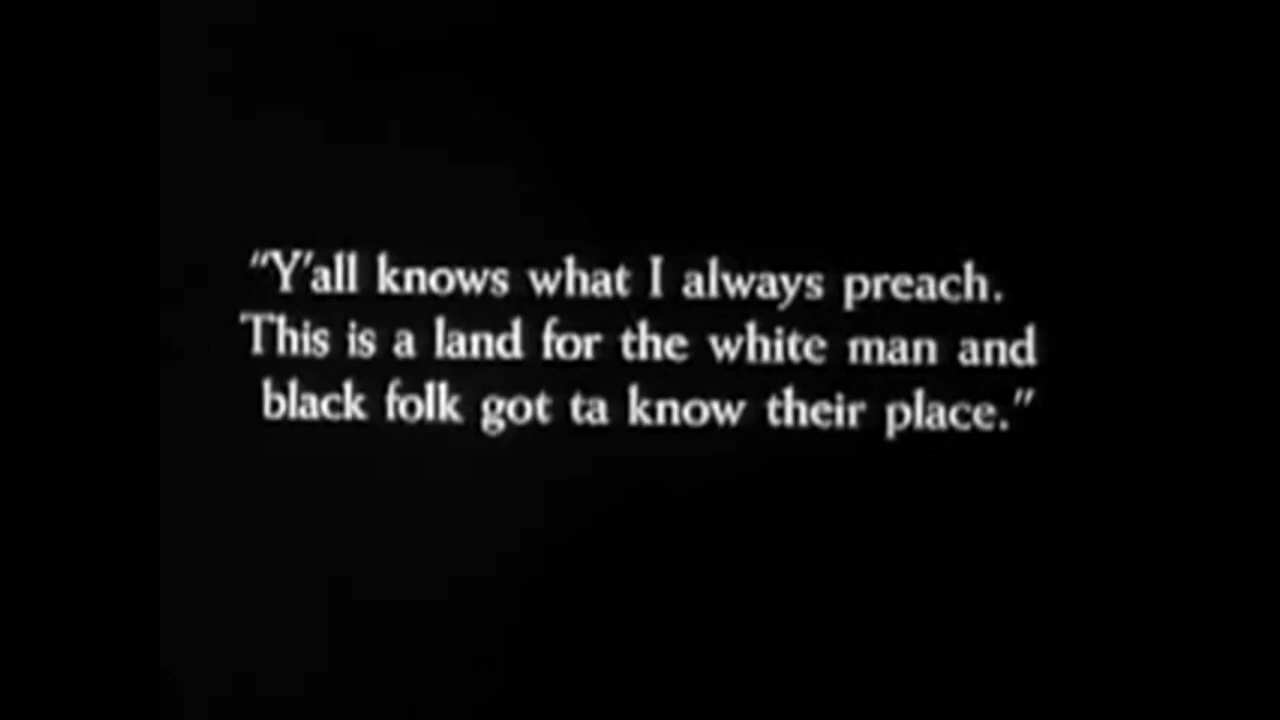 "Y'all knows what I always preach.
This is a land for the white man and
black folk got ta know their place."